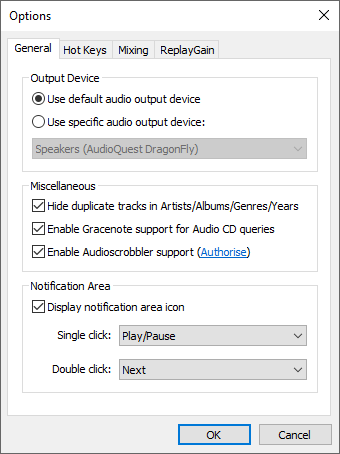 Options
General Hot Keys Mixing ReplayGain
Output Device
Use default audio output device
Use specific audio output device:
Speakers (AudioQuest DragonFly)
Miscellaneous
Hide duplicate tracks in Artists/Albums/Genres/Years
Enable Gracenote support for Audio CD queries
Enable Audioscrobbler support (Authorise)
Notification Area
Display notification area icon
Single click: Play/Pause
Double click: Next
OK Cancel